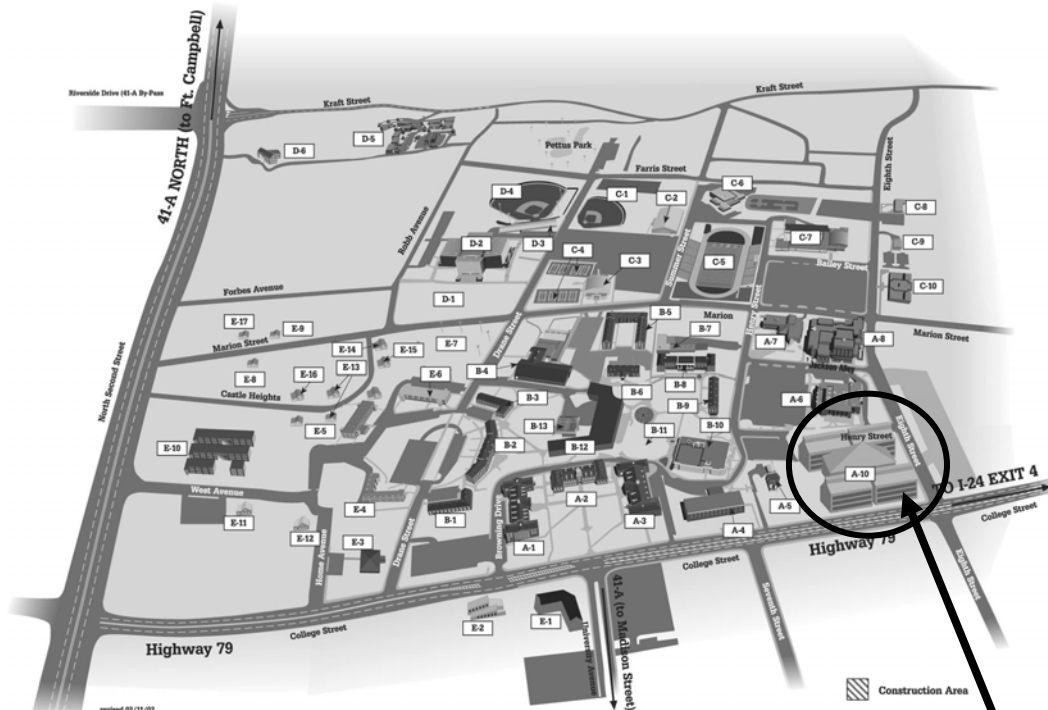 Riverside Drive (41-A By-Pass
41-A NORTH (to Ft. Campbell)
Kraft Street
Kraft Street
D-5
D-6
Pettus Park
Farris Street
Eighth Street
D-4
C-1
C-2
C-6
C-8
Robb Avenue
D-2
D-3
C-4
C-3
Summer Street
C-5
C-7
C-9
Bailey Street
C-10
Forbes Avenue
D-1
Henry Street
Marion
Marion Street
E-17
E-9
Marion Street
E-14
E-15
E-7
Drane Street
B-5
B-7
A-7
A-8
Jackson Alley
E-8
E-16
E-13
Castle Heights
E-6
B-4
B-6
B-8
B-3
B-9
A-6
E-5
B-13
B-2
B-12
B-11
B-10
Henry Street
Eighth Street
North Second Street
E-10
A-10
West Avenue
E-4
B-1
A-2
A-3
A-5
TO I-24 EXIT 4
College Street
E-11
E-12
Home Avenue
E-3
Drane Street
Browning Drive
A-1
A-4
Highway 79
College Street
Seventh Street
Eighth Street
E-2
E-1
University Avenue
41-A (to Madison Street)
College Street
Highway 79
Construction Area